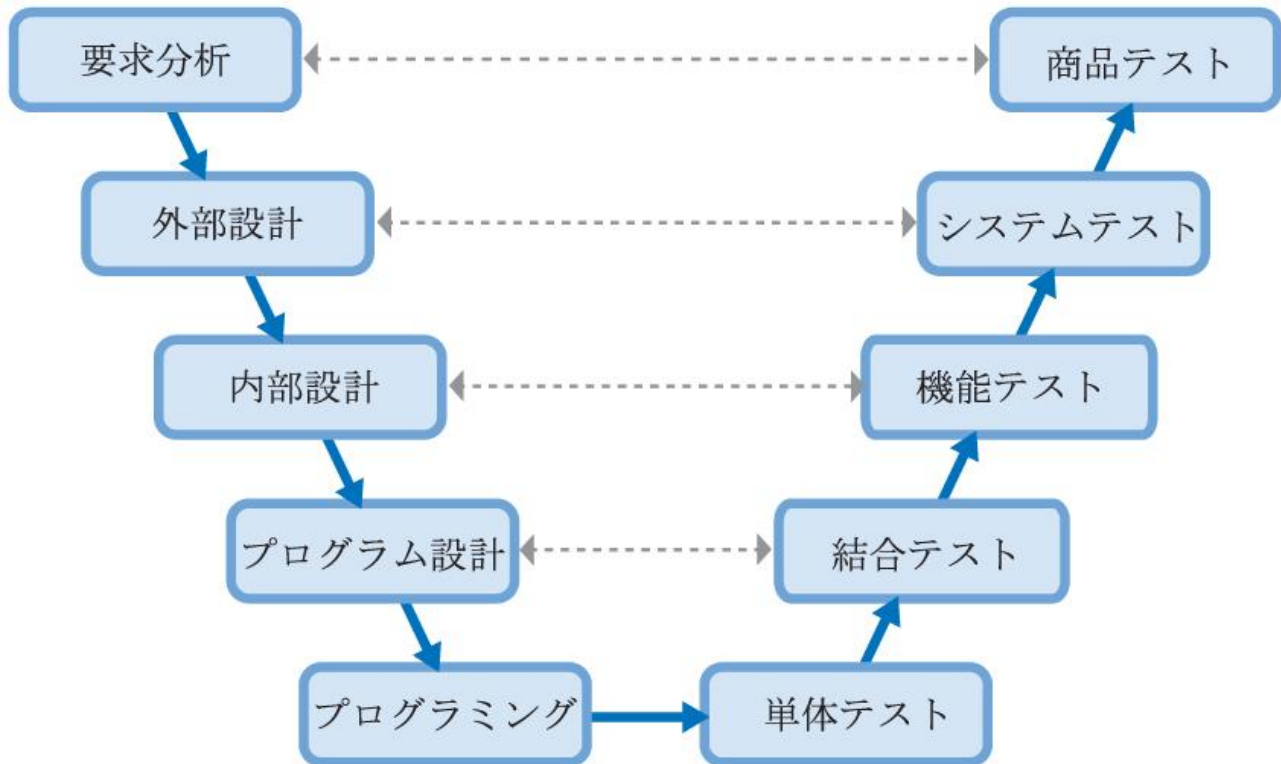 要求分析
商品テスト
外部設計
システムテスト
内部設計
機能テスト
プログラム設計
結合テスト
プログラミング
単体テスト